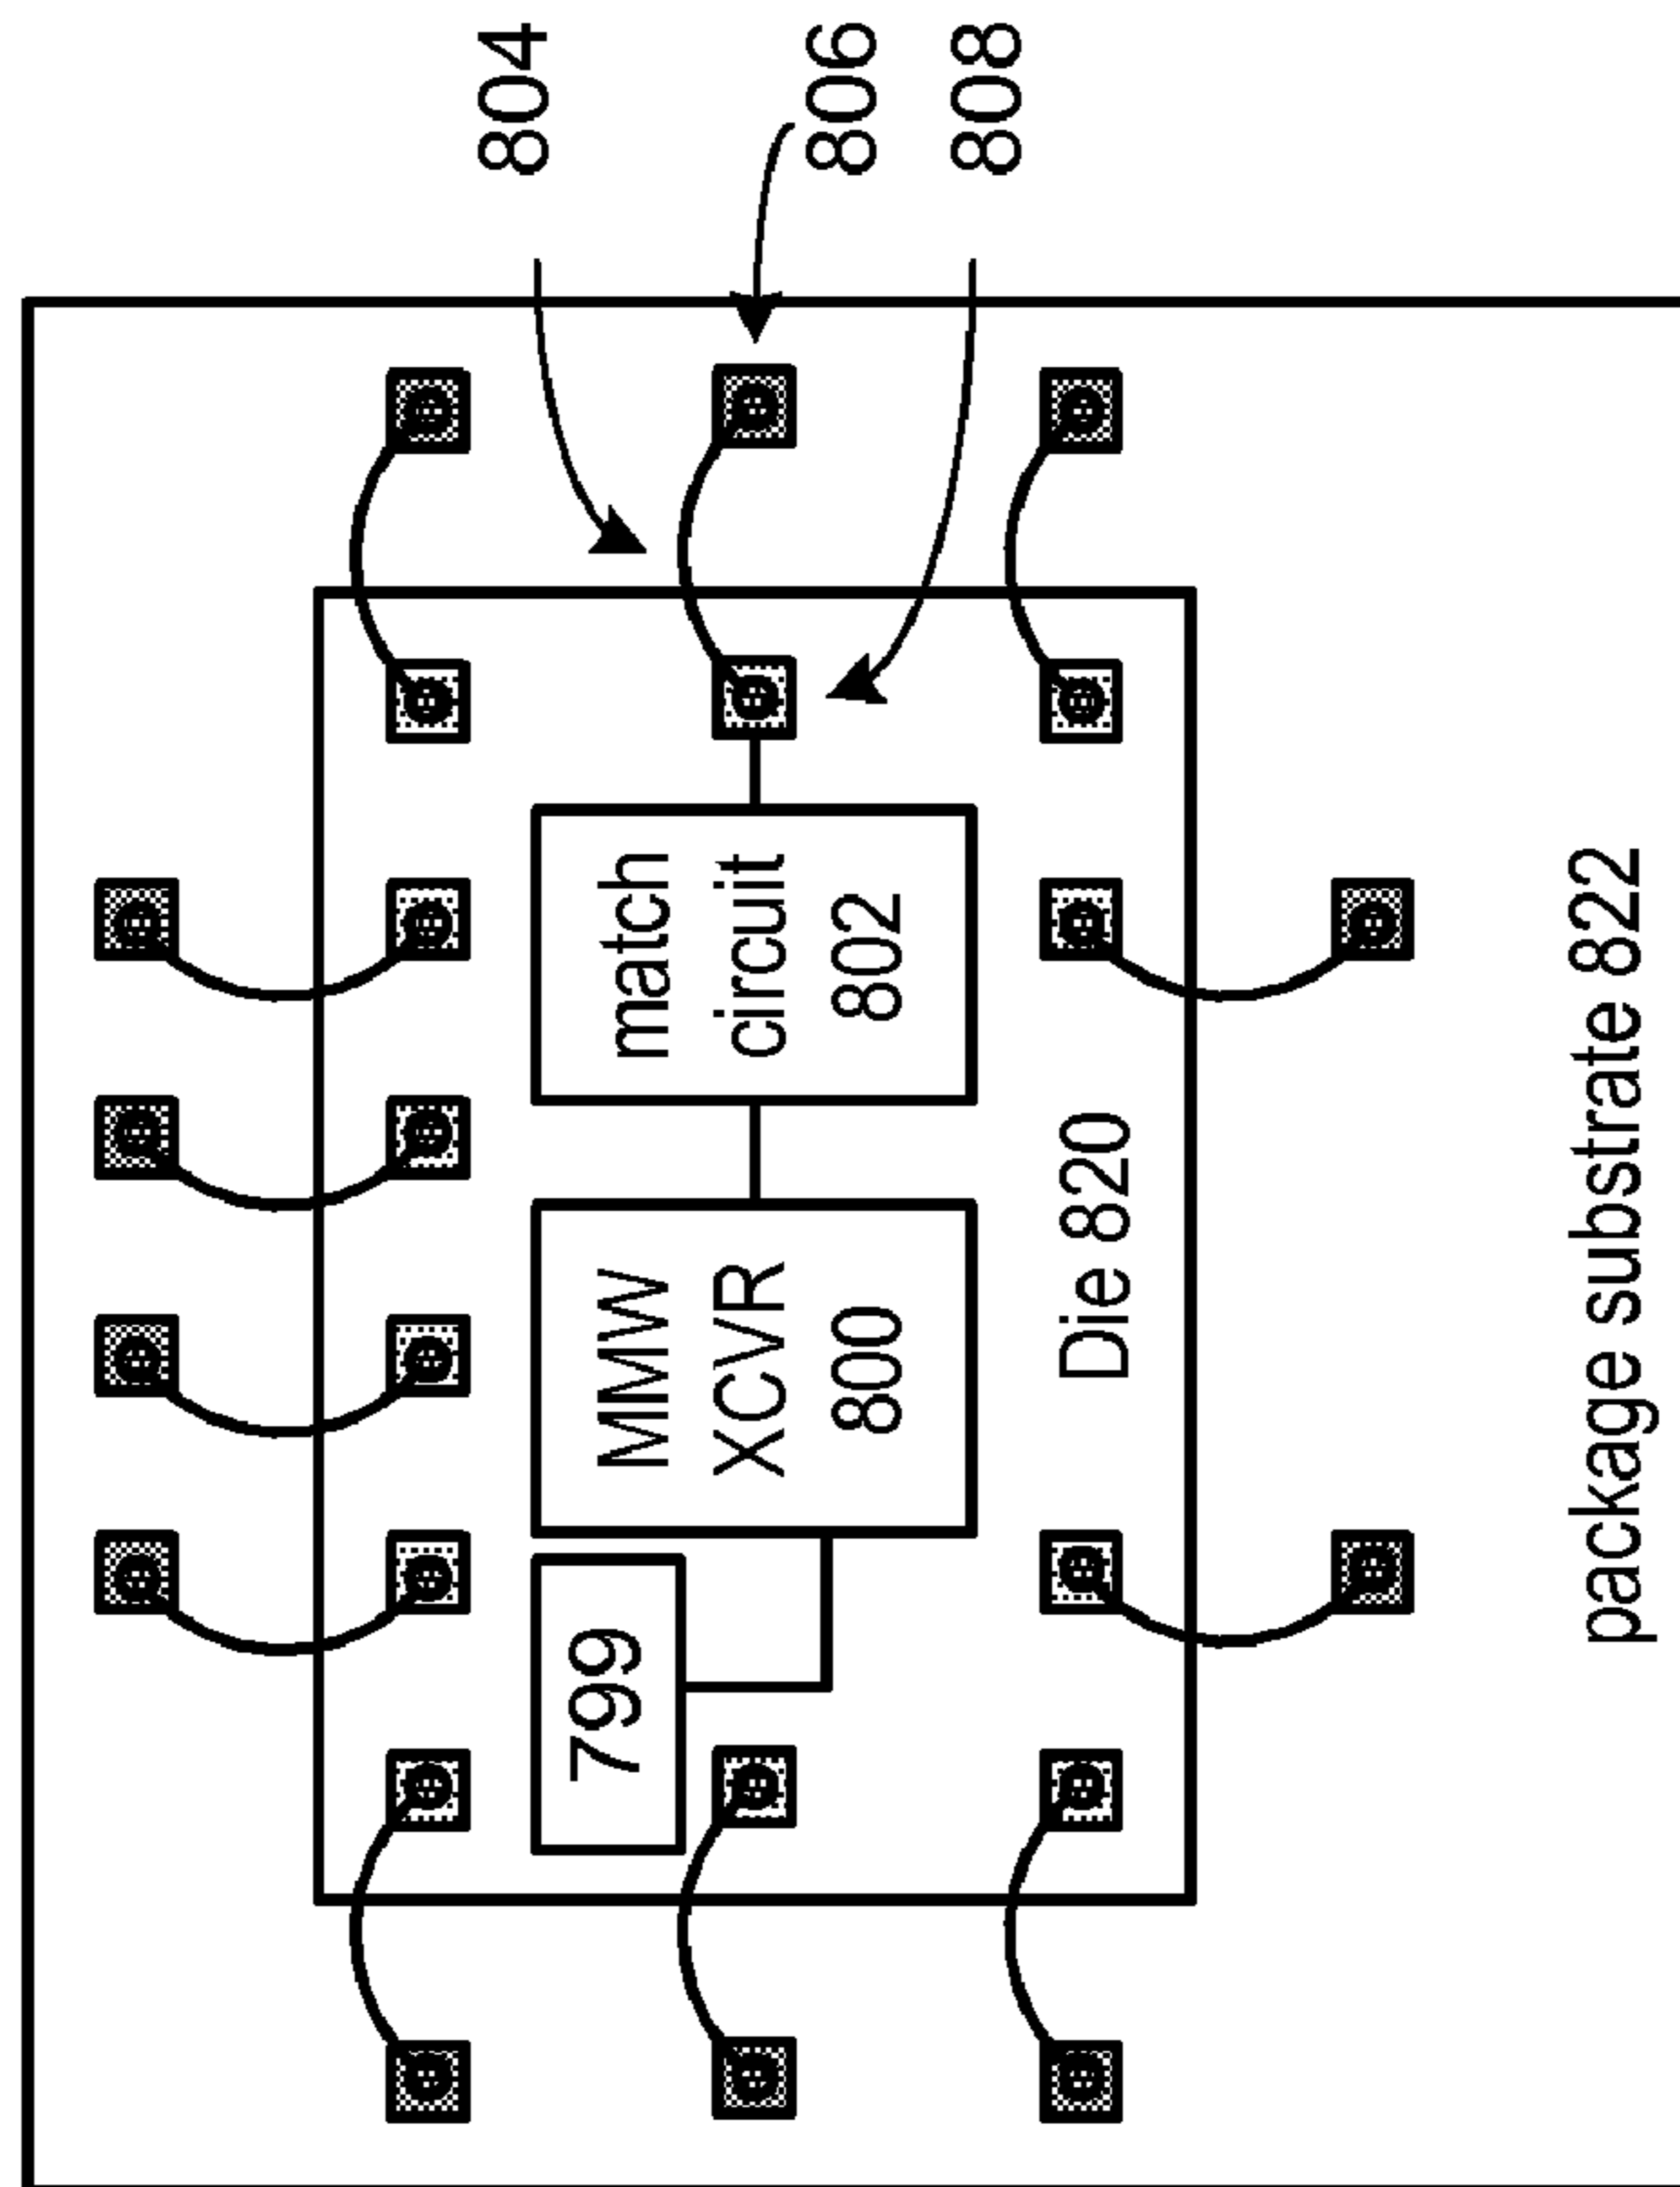 804
806
808
match
circuit
802
MMW
XCVR
800
799
Die 820
package substrate 822